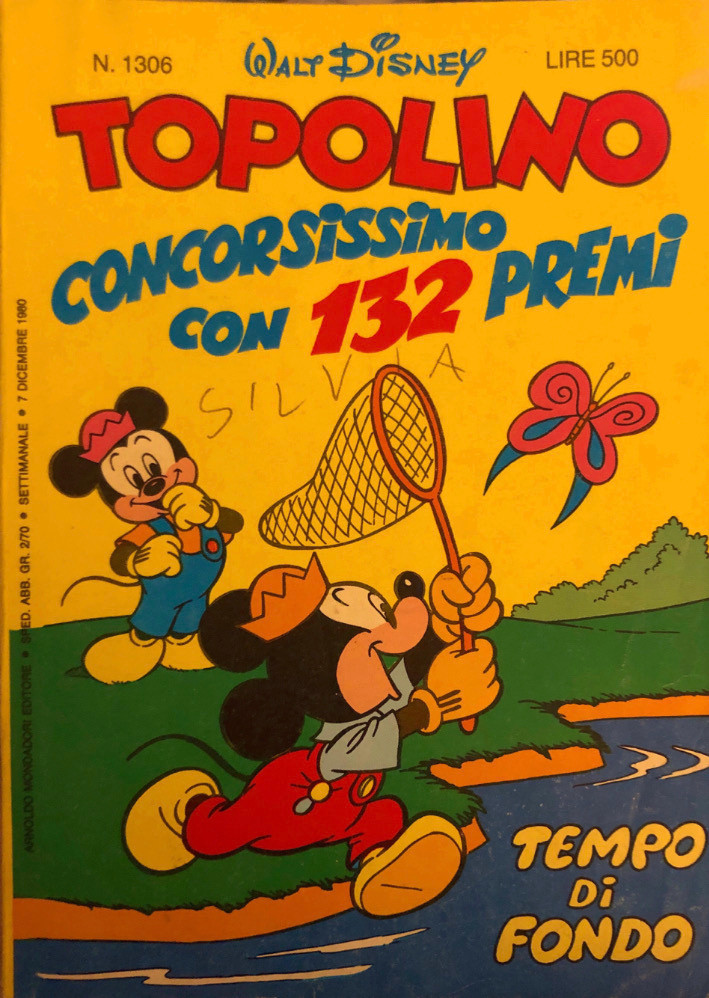 N. 1306
WALT DISNEY
LIRE 500
TOPOLINO
CONCORSISSIMO
CON 132 PREMI
SILVIA
ARNOLDO MONDADORI EDITORE • SPED. ABB. GR. 2/70 • SETTIMANALE • 7 DICEMBRE 1980
TEMPO
Di
FONDO